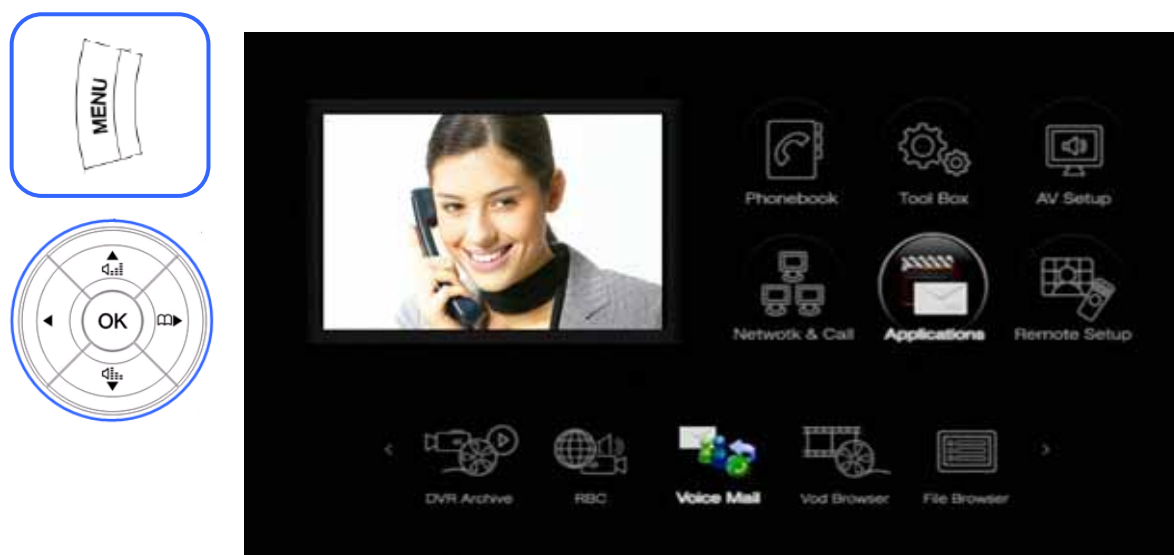 MENU
OK
Phonebook Tool Box AV Setup
Netwotk & Call Applications Remote Setup
DVR Archive RBC Voice Mail Vod Browser File Browser